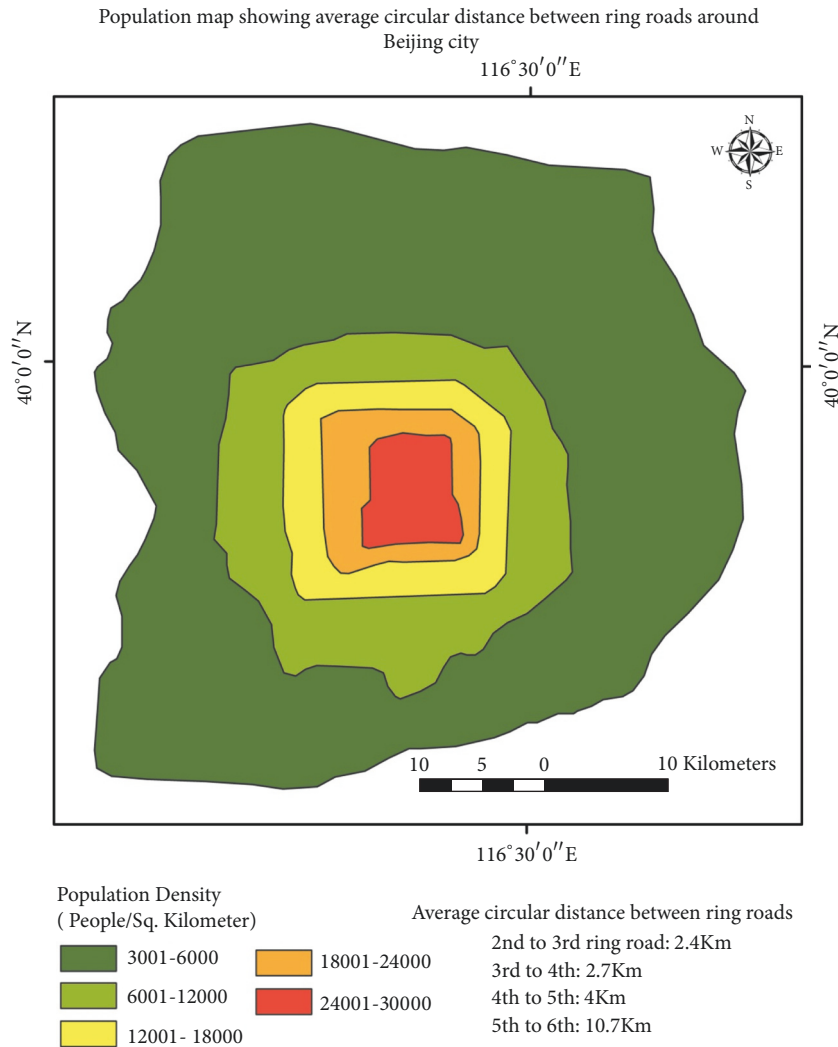 Population map showing average circular distance between ring roads around
Beijing city
116°30′0″E
N
W E
S
40°0′0″N
40°0′0″N
10 5 0 10 Kilometers
116°30′0″E
Population Density
( People/Sq. Kilometer)
3001-6000
6001-12000
12001- 18000
18001-24000
24001-30000
Average circular distance between ring roads
2nd to 3rd ring road: 2.4Km
3rd to 4th: 2.7Km
4th to 5th: 4Km
5th to 6th: 10.7Km